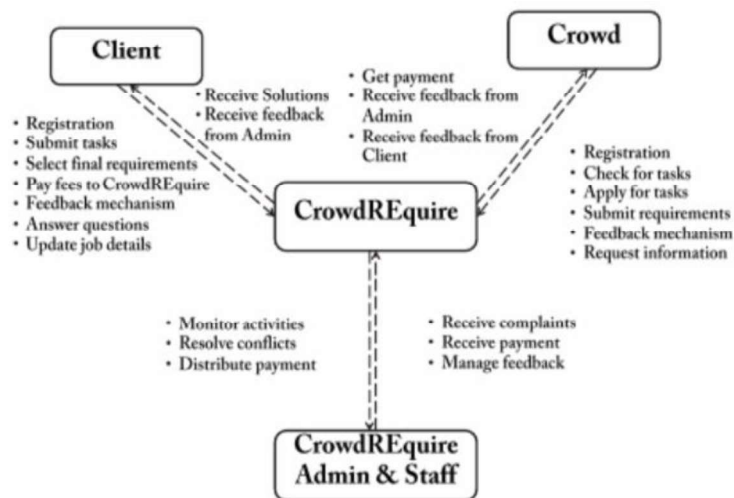 Client
Crowd
• Receive Solutions
• Receive feedback
from Admin
• Get payment
• Receive feedback from
Admin
• Receive feedback from
Client
• Registration
• Submit tasks
• Select final requirements
• Pay fees to CrowdREquire
• Feedback mechanism
• Answer questions
• Update job details
• Registration
• Check for tasks
• Apply for tasks
• Submit requirements
• Feedback mechanism
• Request information
CrowdREquire
• Monitor activities
• Resolve conflicts
• Distribute payment
• Receive complaints
• Receive payment
• Manage feedback
CrowdREquire
Admin & Staff